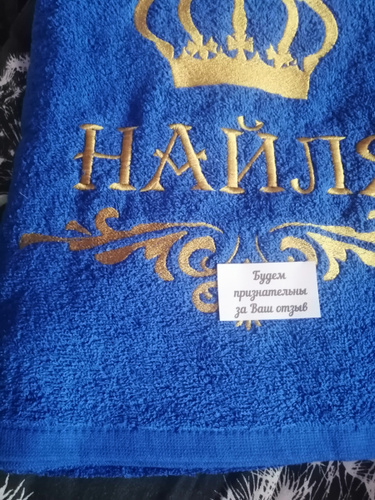 НАЙЛЯ
Будем
признательны
за Ваш отзыв